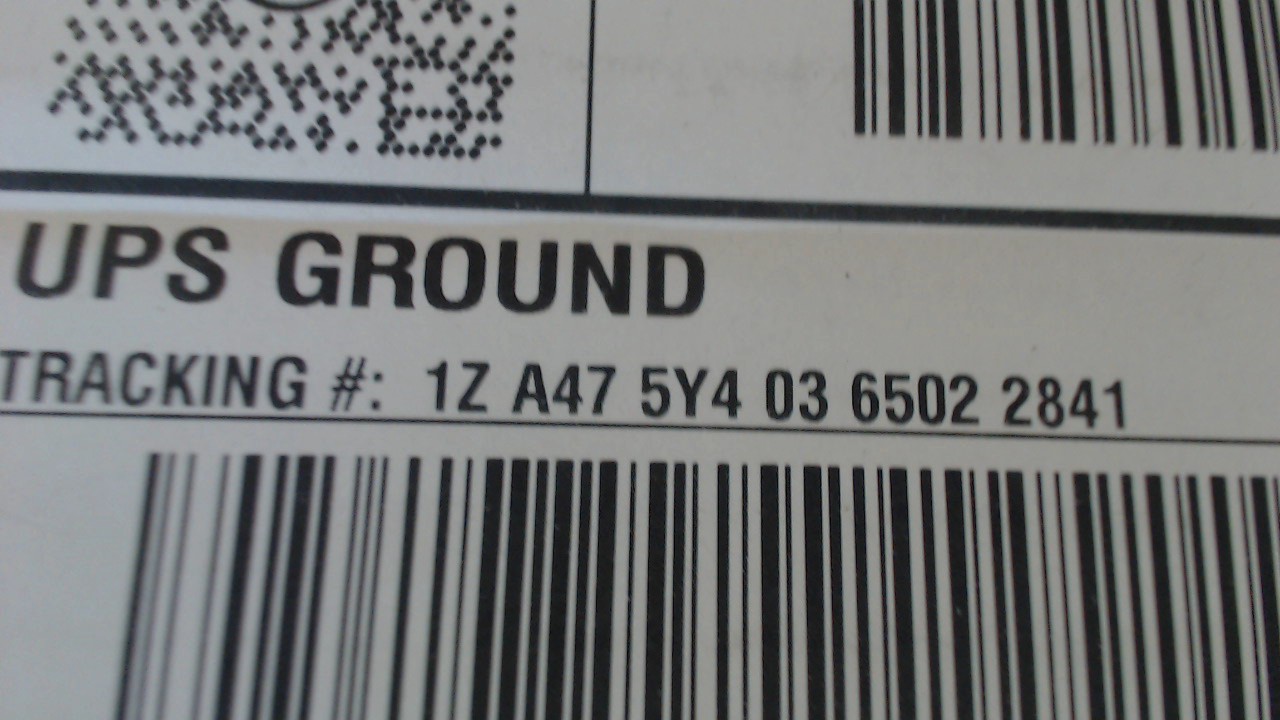 UPS GROUND
TRACKING #: 1Z A47 5Y4 03 6502 2841